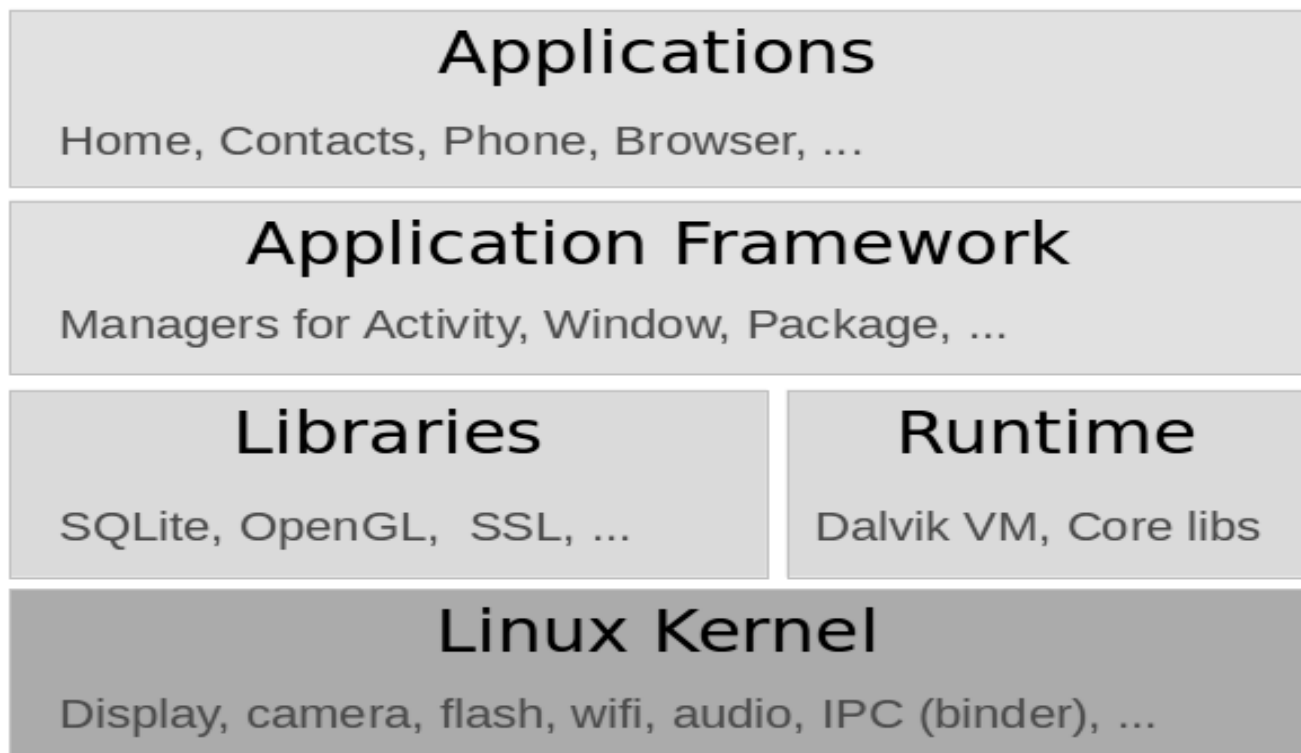 Applications
Home, Contacts, Phone, Browser, ...
Application Framework
Managers for Activity, Window, Package, ...
Libraries
SQLite, OpenGL,  SSL, ...
Runtime
Dalvik VM, Core libs
Linux Kernel
Display, camera, flash, wifi, audio, IPC (binder), ...